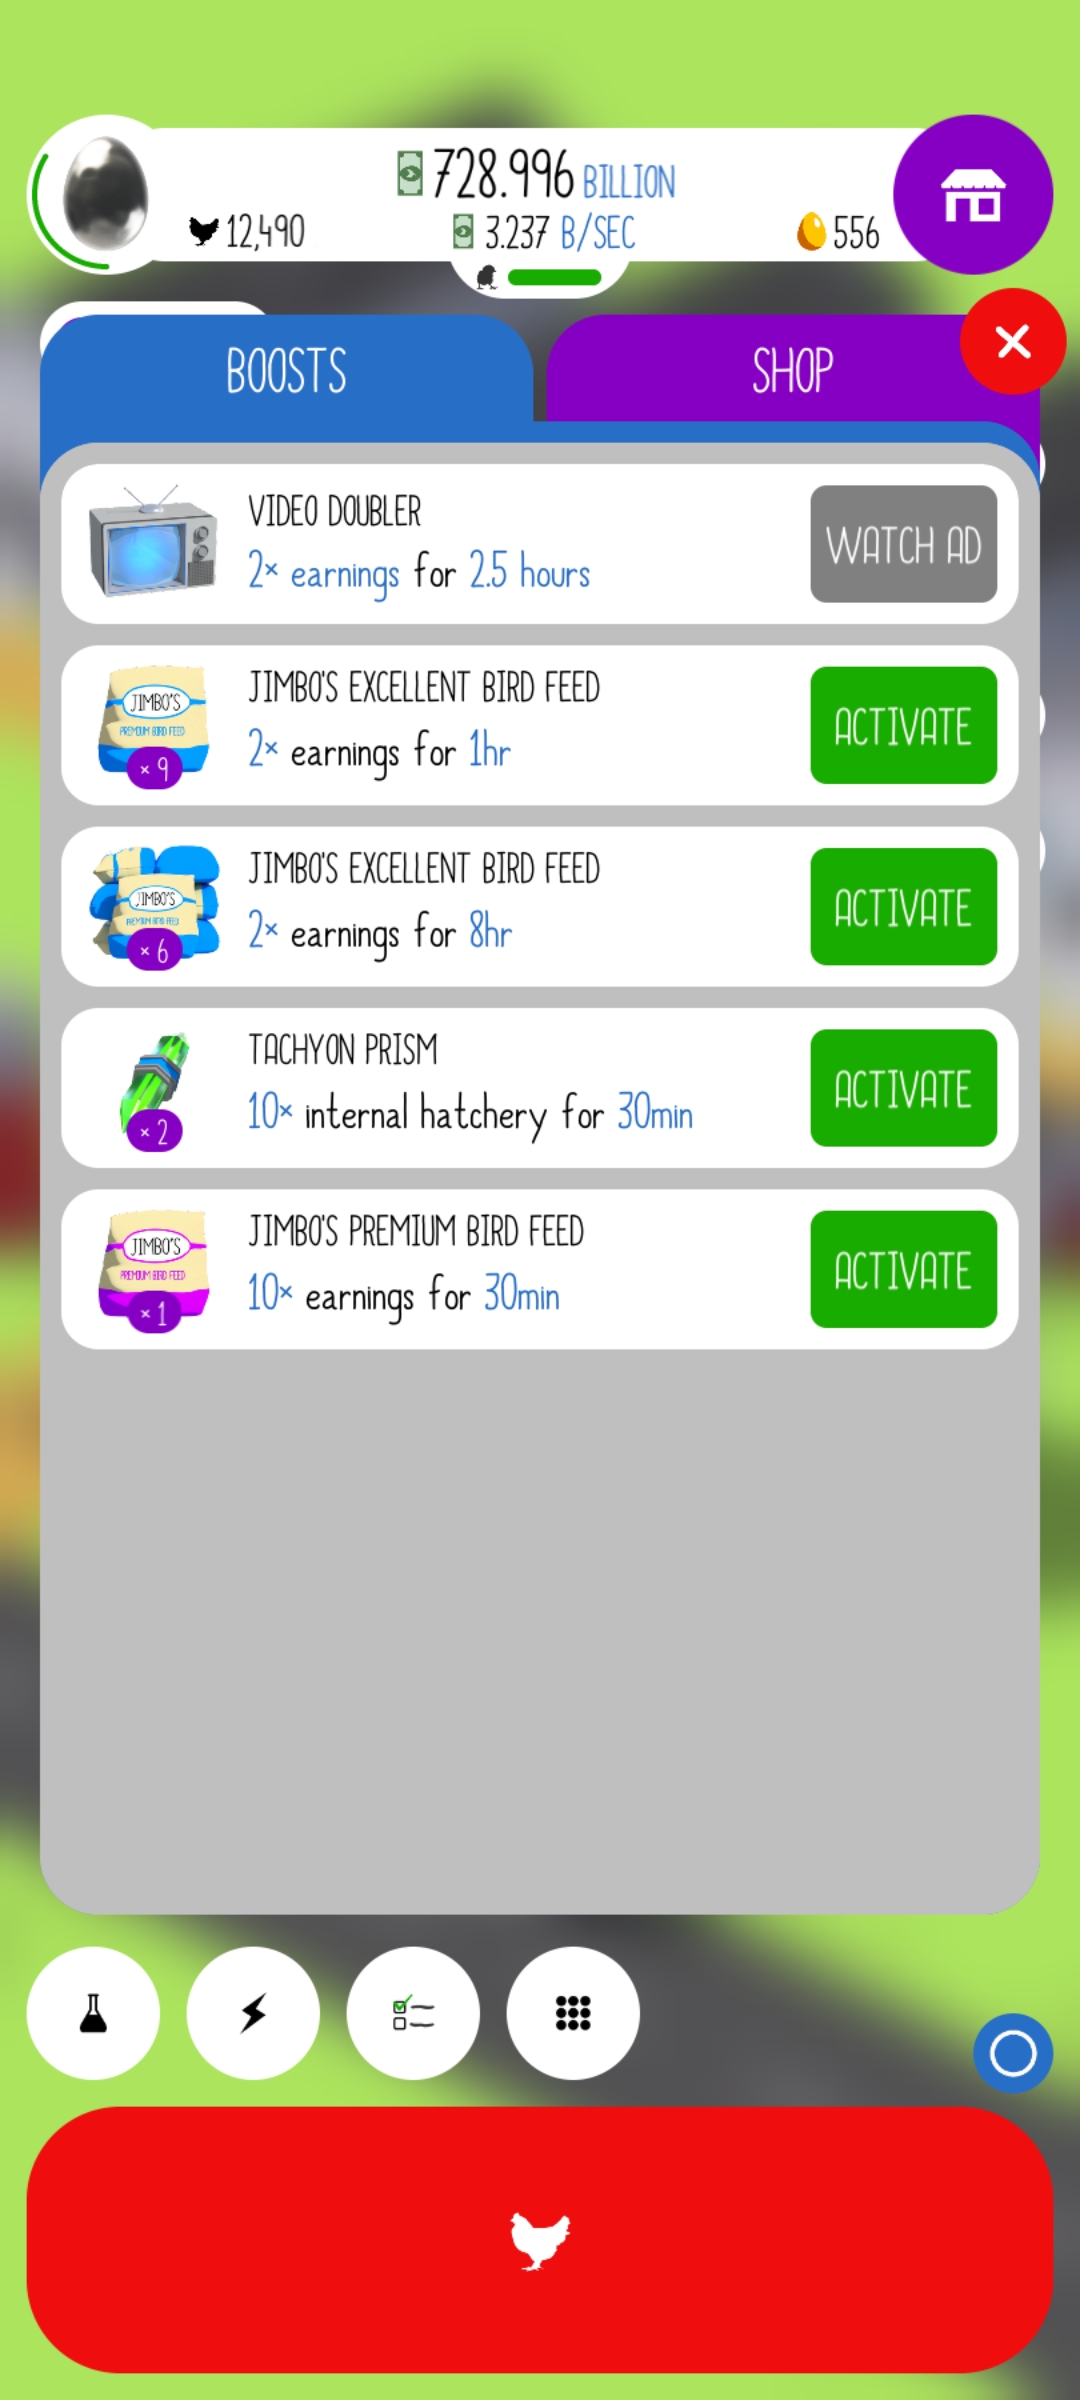 728.996 BILLION
12,490
3.237 B/SEC
556
BOOSTS
SHOP
VIDEO DOUBLER
2× earnings for 2.5 hours
WATCH AD
JIMBO'S
PREMIUM BIRD FEED
× 9
JIMBO'S EXCELLENT BIRD FEED
2× earnings for 1hr
ACTIVATE
JIMBO'S
PREMIUM BIRD FEED
× 6
JIMBO'S EXCELLENT BIRD FEED
2× earnings for 8hr
ACTIVATE
× 2
TACHYON PRISM
10× internal hatchery for 30min
ACTIVATE
JIMBO'S
PREMIUM BIRD FEED
× 1
JIMBO'S PREMIUM BIRD FEED
10× earnings for 30min
ACTIVATE